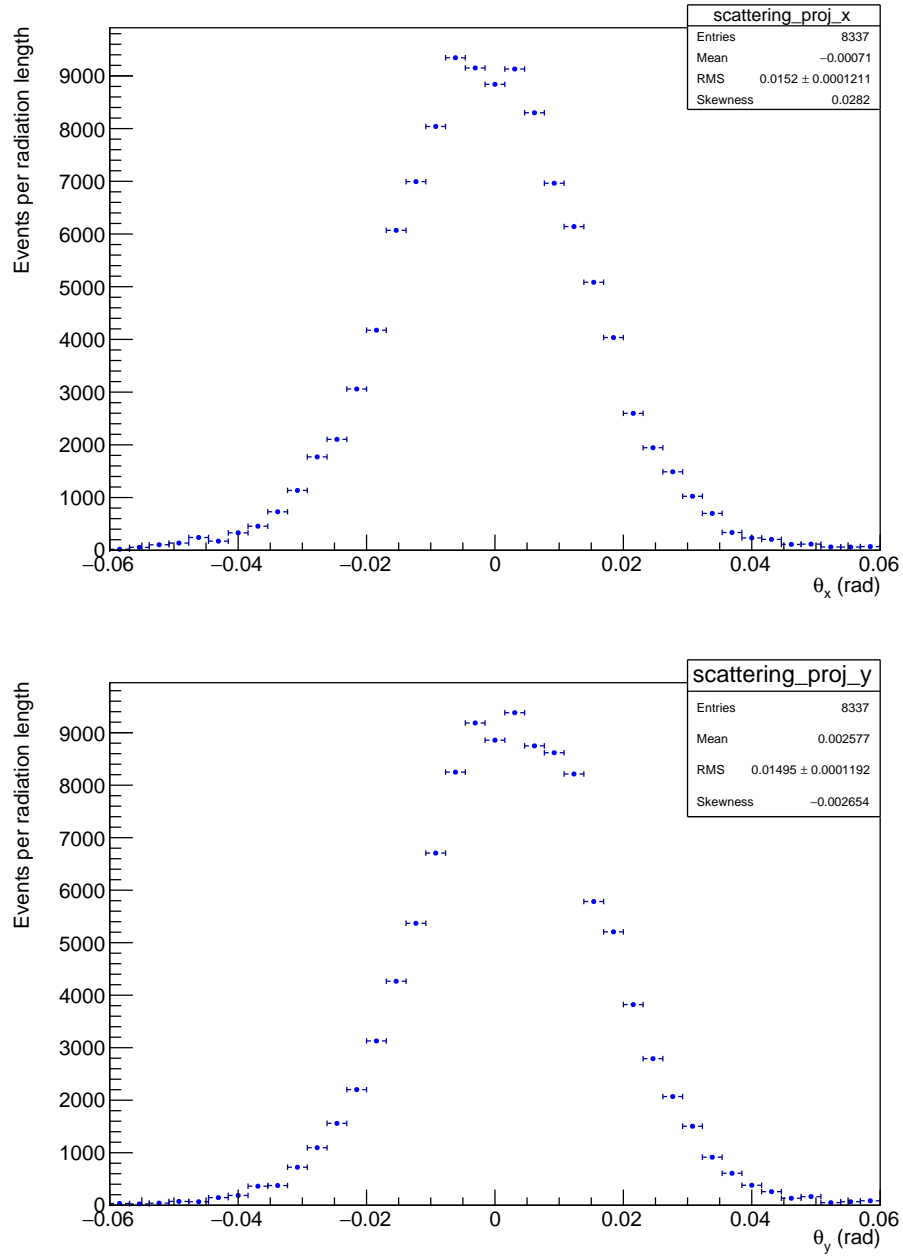 scattering_proj_x
Entries 8337
Mean −0.00071
RMS 0.0152 ± 0.0001211
Skewness 0.0282
Events per radiation length
9000
8000
7000
6000
5000
4000
3000
2000
1000
0
−0.06 −0.04 −0.02 0 0.02 0.04 0.06
θx (rad)
scattering_proj_y
Entries 8337
Mean 0.002577
RMS 0.01495 ± 0.0001192
Skewness −0.002654
Events per radiation length
9000
8000
7000
6000
5000
4000
3000
2000
1000
0
−0.06 −0.04 −0.02 0 0.02 0.04 0.06
θy (rad)